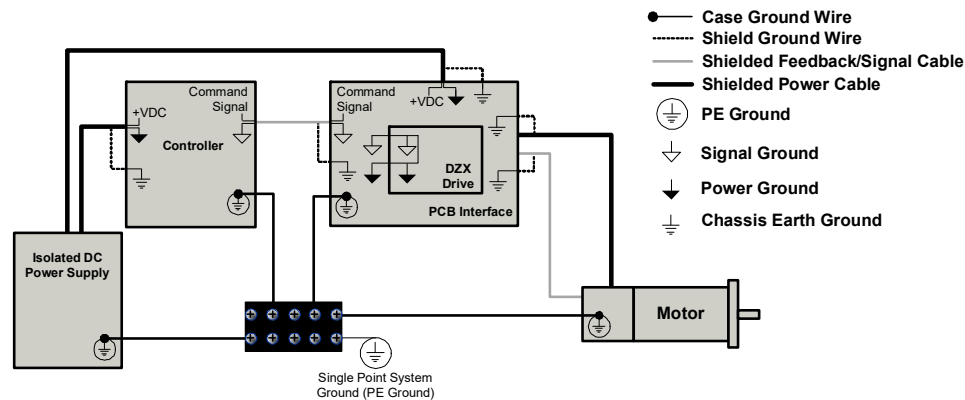 Case Ground Wire
Shield Ground Wire
Shielded Feedback/Signal Cable
Shielded Power Cable
PE Ground
Signal Ground
Power Ground
Chassis Earth Ground
Command
Signal
+VDC
Controller
Command
Signal
+VDC
DZX
Drive
PCB Interface
Isolated DC
Power Supply
Motor
Single Point System
Ground (PE Ground)